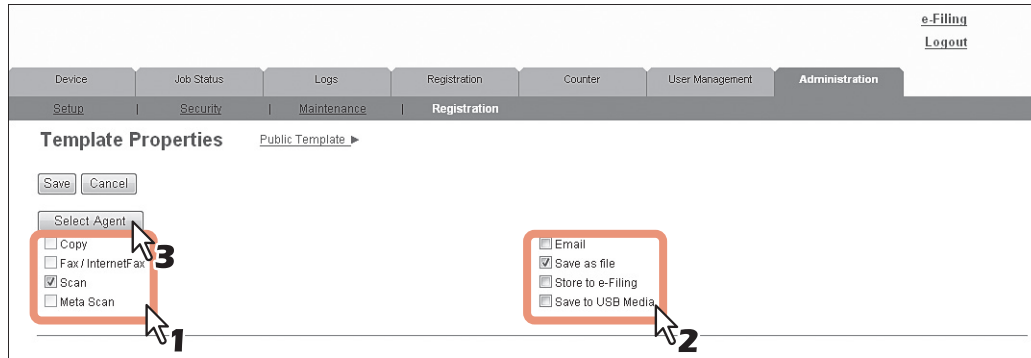 e-Filing
Logout
Device Job Status Logs Registration Counter User Management Administration
Setup | Security | Maintenance | Registration
Template Properties Public Template ▶
Save Cancel
Select Agent
3
Copy Email
Fax / InternetFax Save as file
Scan Store to e-Filing
Meta Scan Save to USB Media
1 2